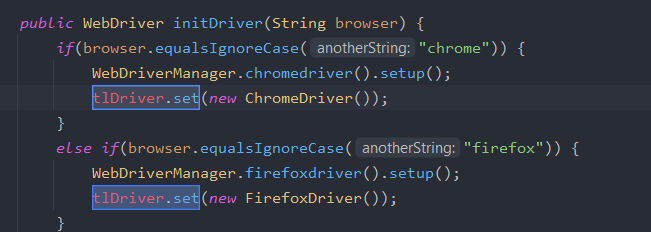 public WebDriver initDriver(String browser) {
if(browser.equalsIgnoreCase( anotherString: "chrome")) {
WebDriverManager.chromedriver().setup();
tlDriver.set(new ChromeDriver());
}
else if(browser.equalsIgnoreCase( anotherString: "firefox")) {
WebDriverManager.firefoxdriver().setup();
tlDriver.set(new FirefoxDriver());
}